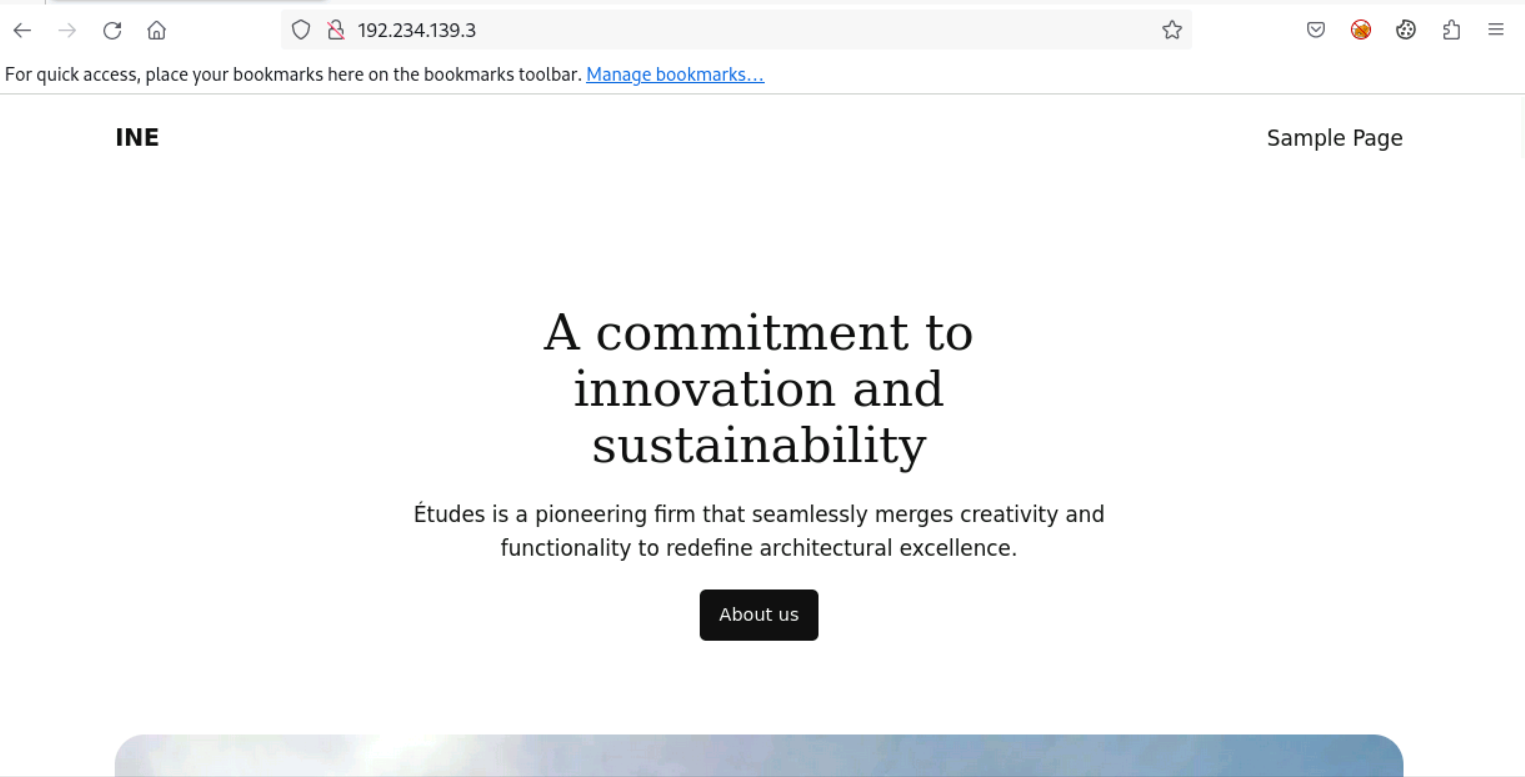 192.234.139.3
For quick access, place your bookmarks here on the bookmarks toolbar. Manage bookmarks...
INE
Sample Page
A commitment to
innovation and
sustainability
Études is a pioneering firm that seamlessly merges creativity and
functionality to redefine architectural excellence.
About us